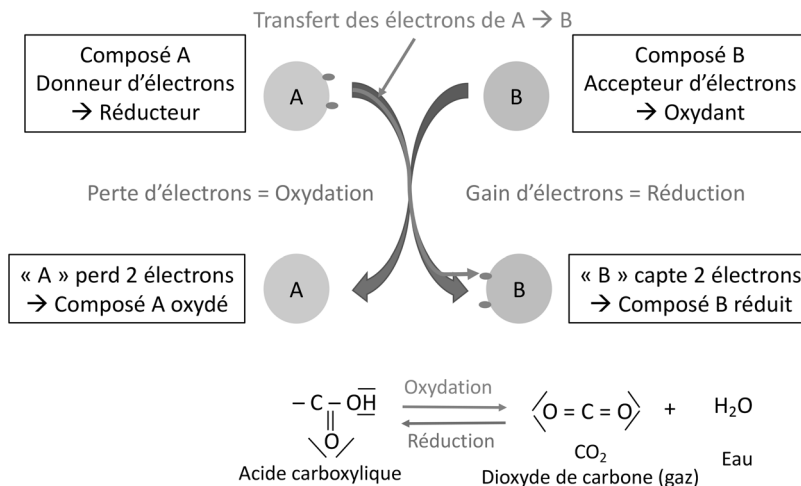 Transfert des électrons de A → B
Composé A
Donneur d'électrons
→ Réducteur
A
B
Composé B
Accepteur d'électrons
→ Oxydant
Perte d'électrons = Oxydation
Gain d'électrons = Réduction
« A » perd 2 électrons
→ Composé A oxydé
A
B
« B » capte 2 électrons
→ Composé B réduit
– C – OH
O
Acide carboxylique
Oxydation
Réduction
O = C = O
CO₂
Dioxyde de carbone (gaz)
+
H₂O
Eau